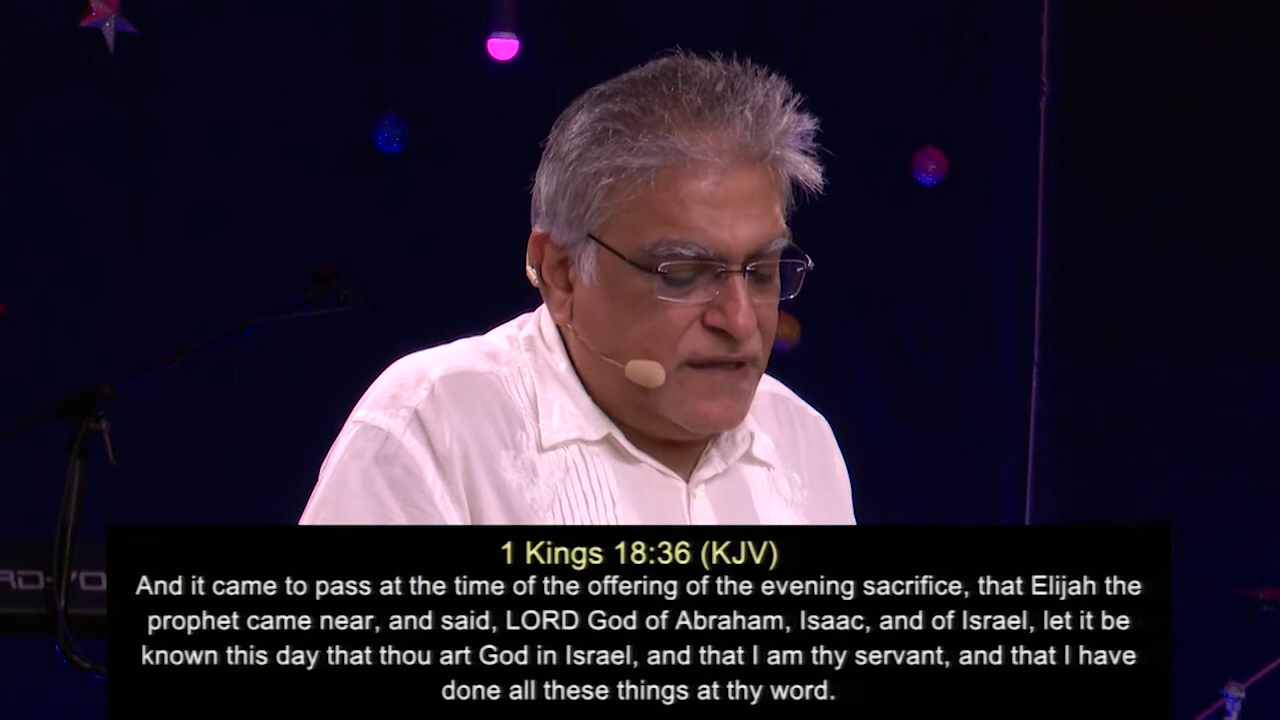 1 Kings 18:36 (KJV)
And it came to pass at the time of the offering of the evening sacrifice, that Elijah the
prophet came near, and said, LORD God of Abraham, Isaac, and of Israel, let it be
known this day that thou art God in Israel, and that I am thy servant, and that I have
done all these things at thy word.